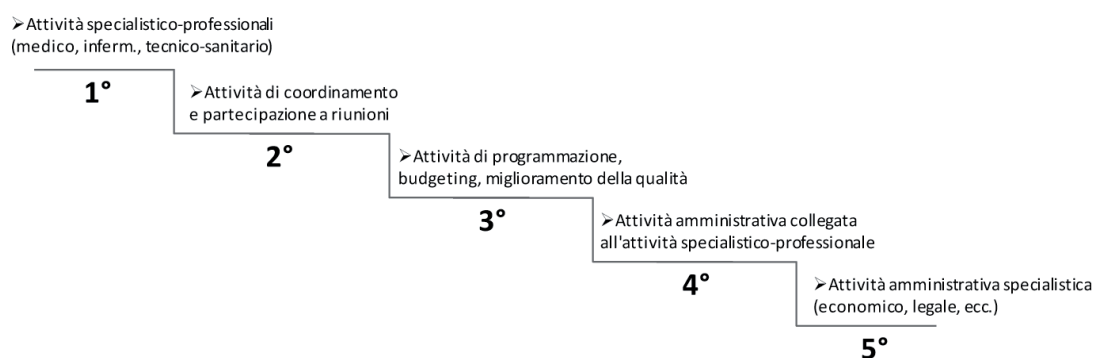 ➢Attività specialistico-professionali
(medico, inferm., tecnico-sanitario)
1°
➢Attività di coordinamento
e partecipazione a riunioni
2°
➢Attività di programmazione,
budgeting, miglioramento della qualità
3°
➢Attività amministrativa collegata
all'attività specialistico-professionale
4°
➢Attività amministrativa specialistica
(economico, legale, ecc.)
5°